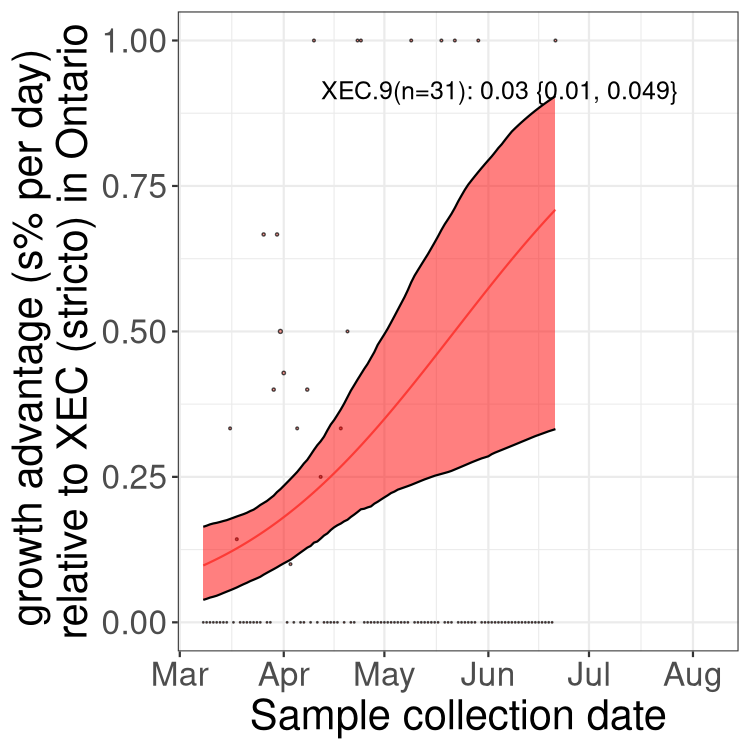 growth advantage (s% per day)
relative to XEC (stricto) in Ontario
1.00
0.75
0.50
0.25
0.00
XEC.9(n=31): 0.03 {0.01, 0.049}
Mar Apr May Jun Jul Aug
Sample collection date